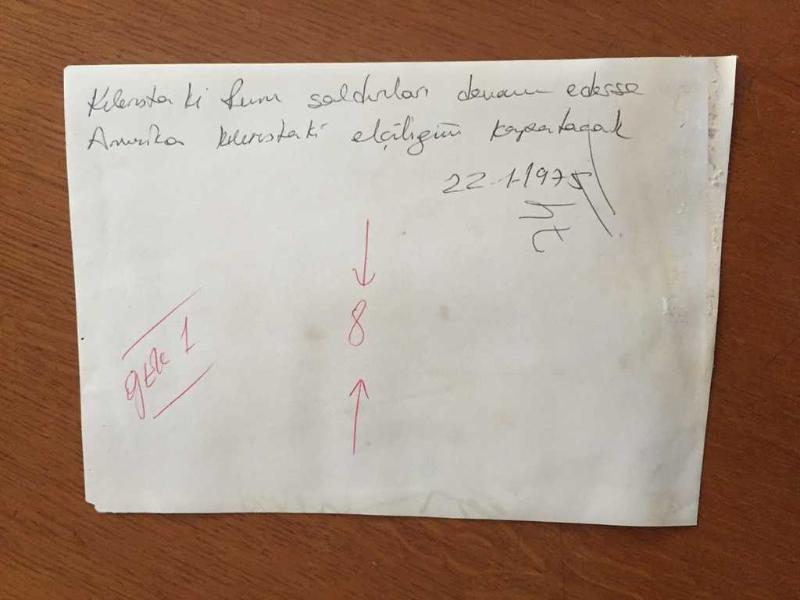 Kıbrıstaki Rum saldırıları devam ederse
Amerika Kıbrıstaki elçiliğini kapatacak
22.1.1975
8